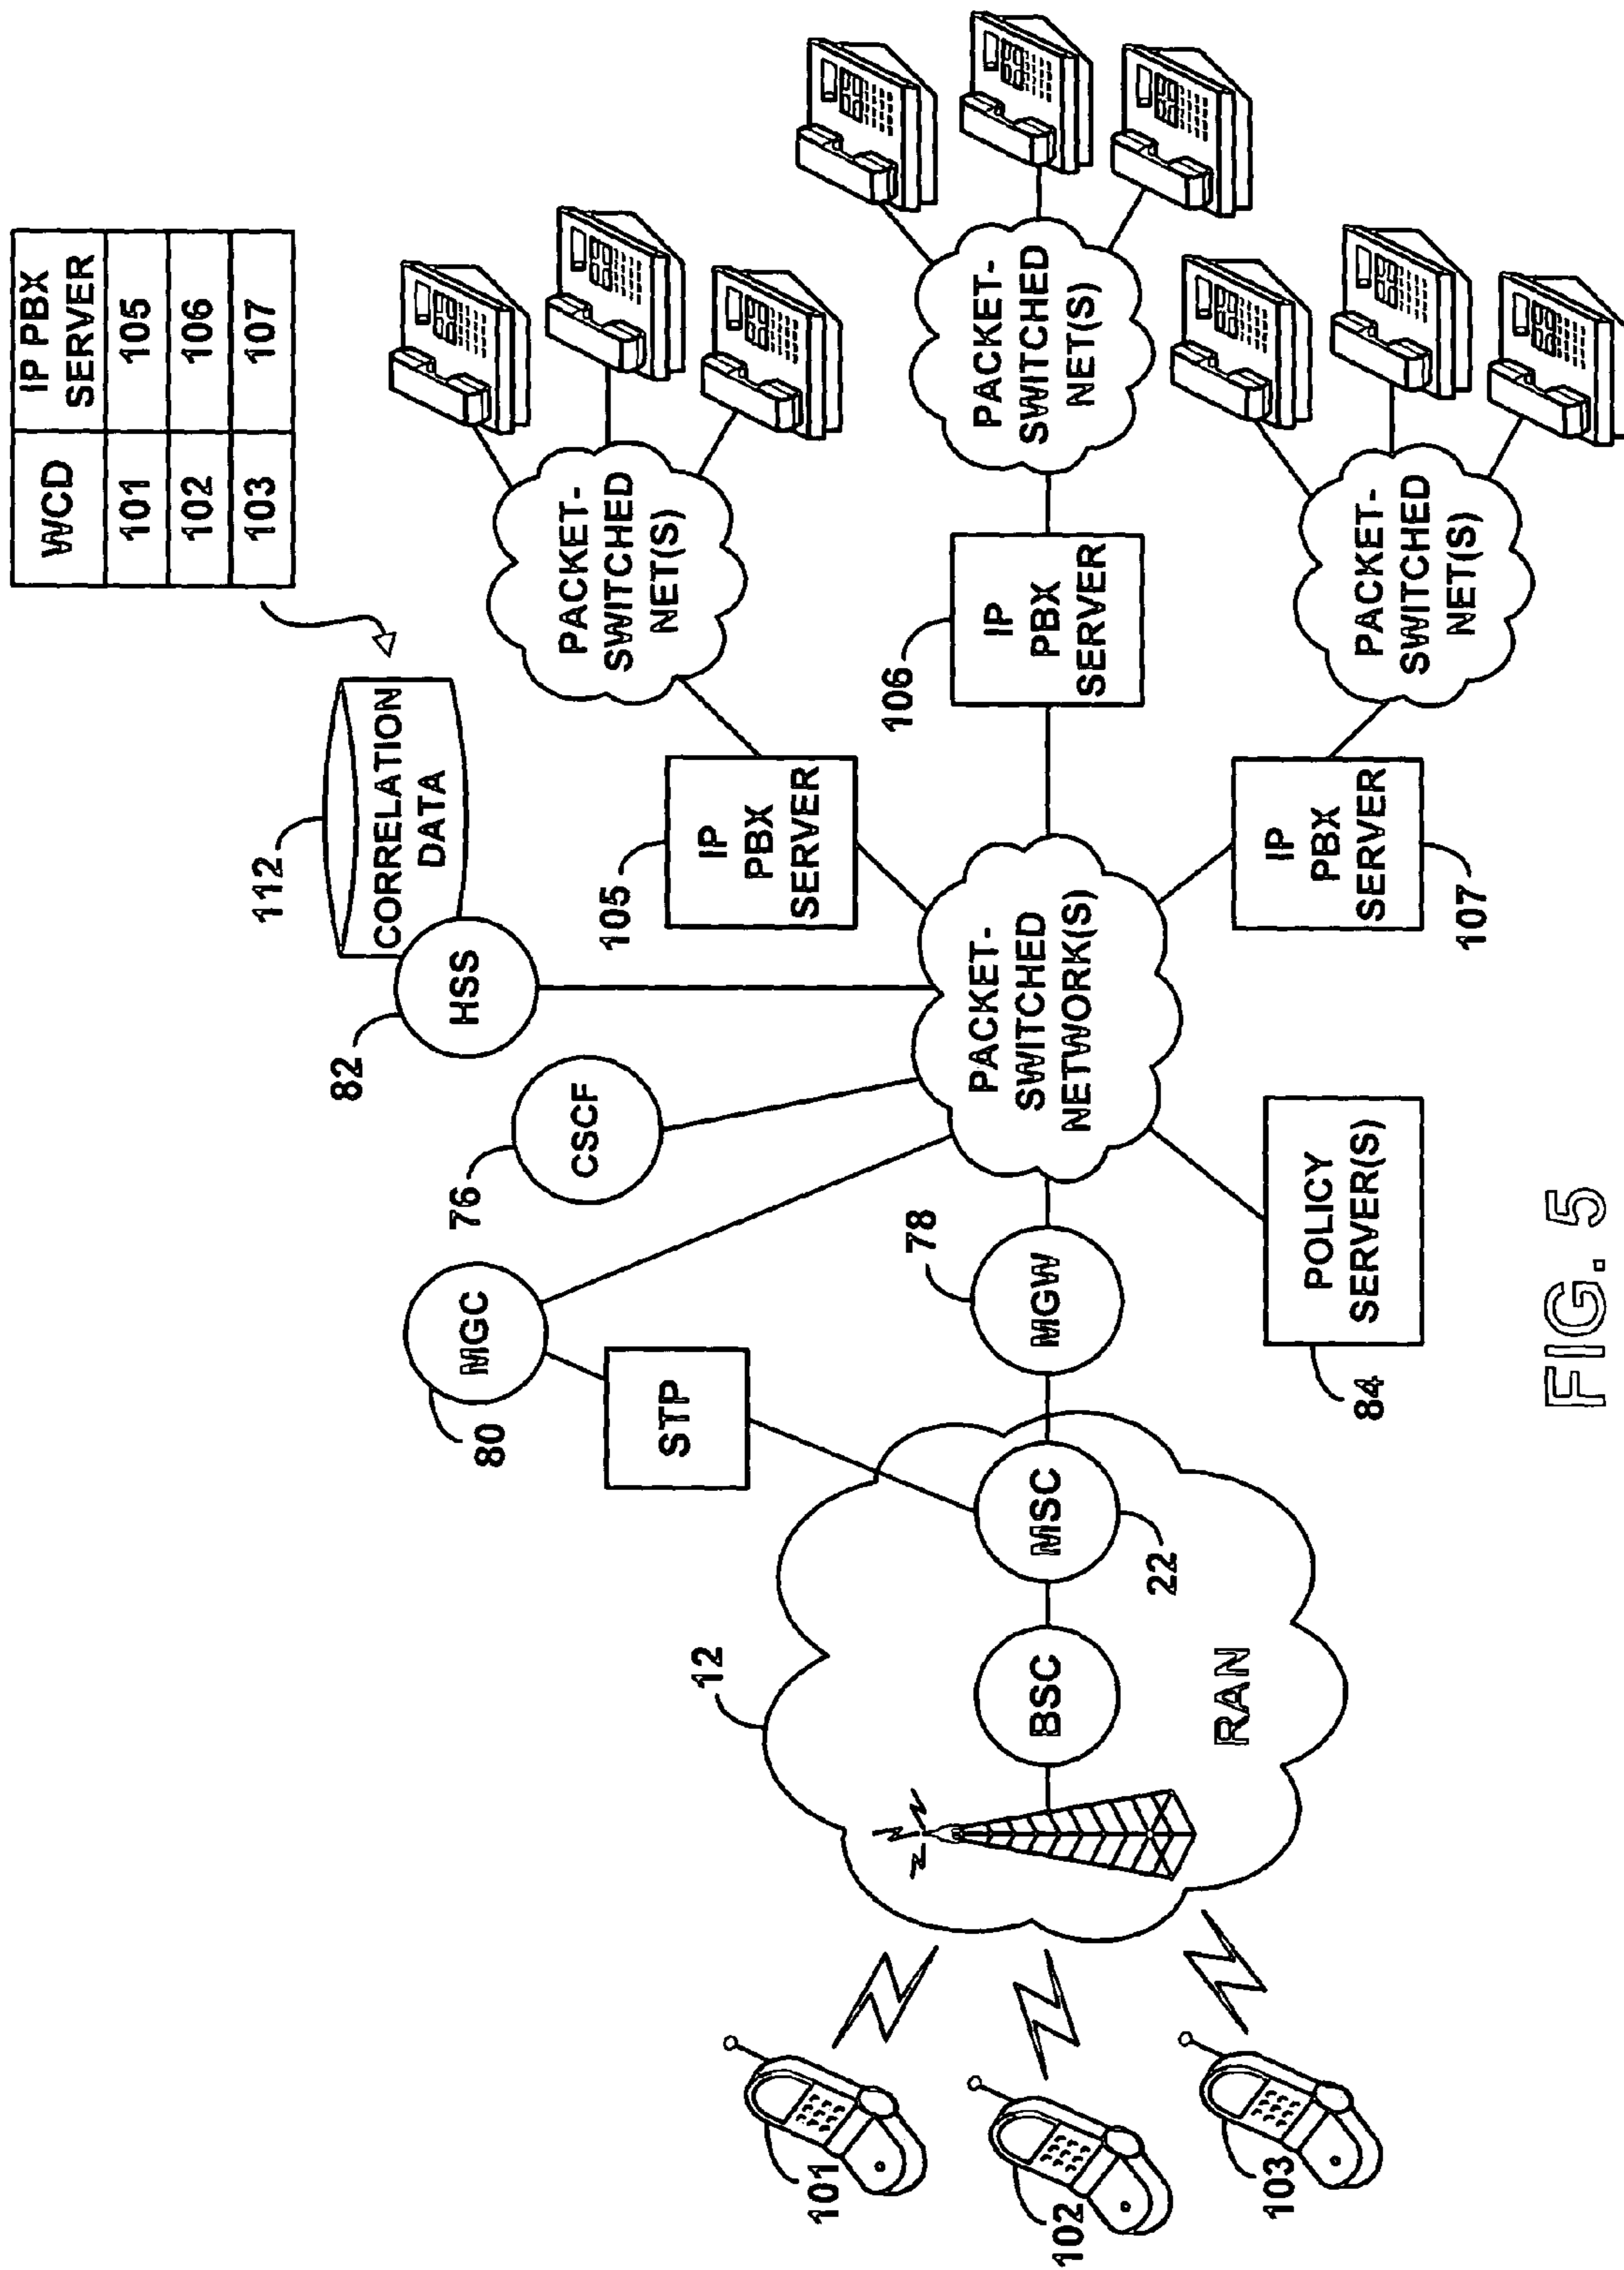 WCD IP PBX SERVER
101 105
102 106
103 107
112
CORRELATION
DATA
82
HSS
76
CSCF
80
MGC
STP
105
IP
PBX
SERVER
PACKET-
SWITCHED
NET(S)
106
IP
PBX
SERVER
PACKET-
SWITCHED
NET(S)
107
IP
PBX
SERVER
PACKET-
SWITCHED
NET(S)
PACKET-
SWITCHED
NETWORK(S)
78
MGW
84
POLICY
SERVER(S)
12
MSC
22
BSC
RAN
101
102
103
FIG. 5